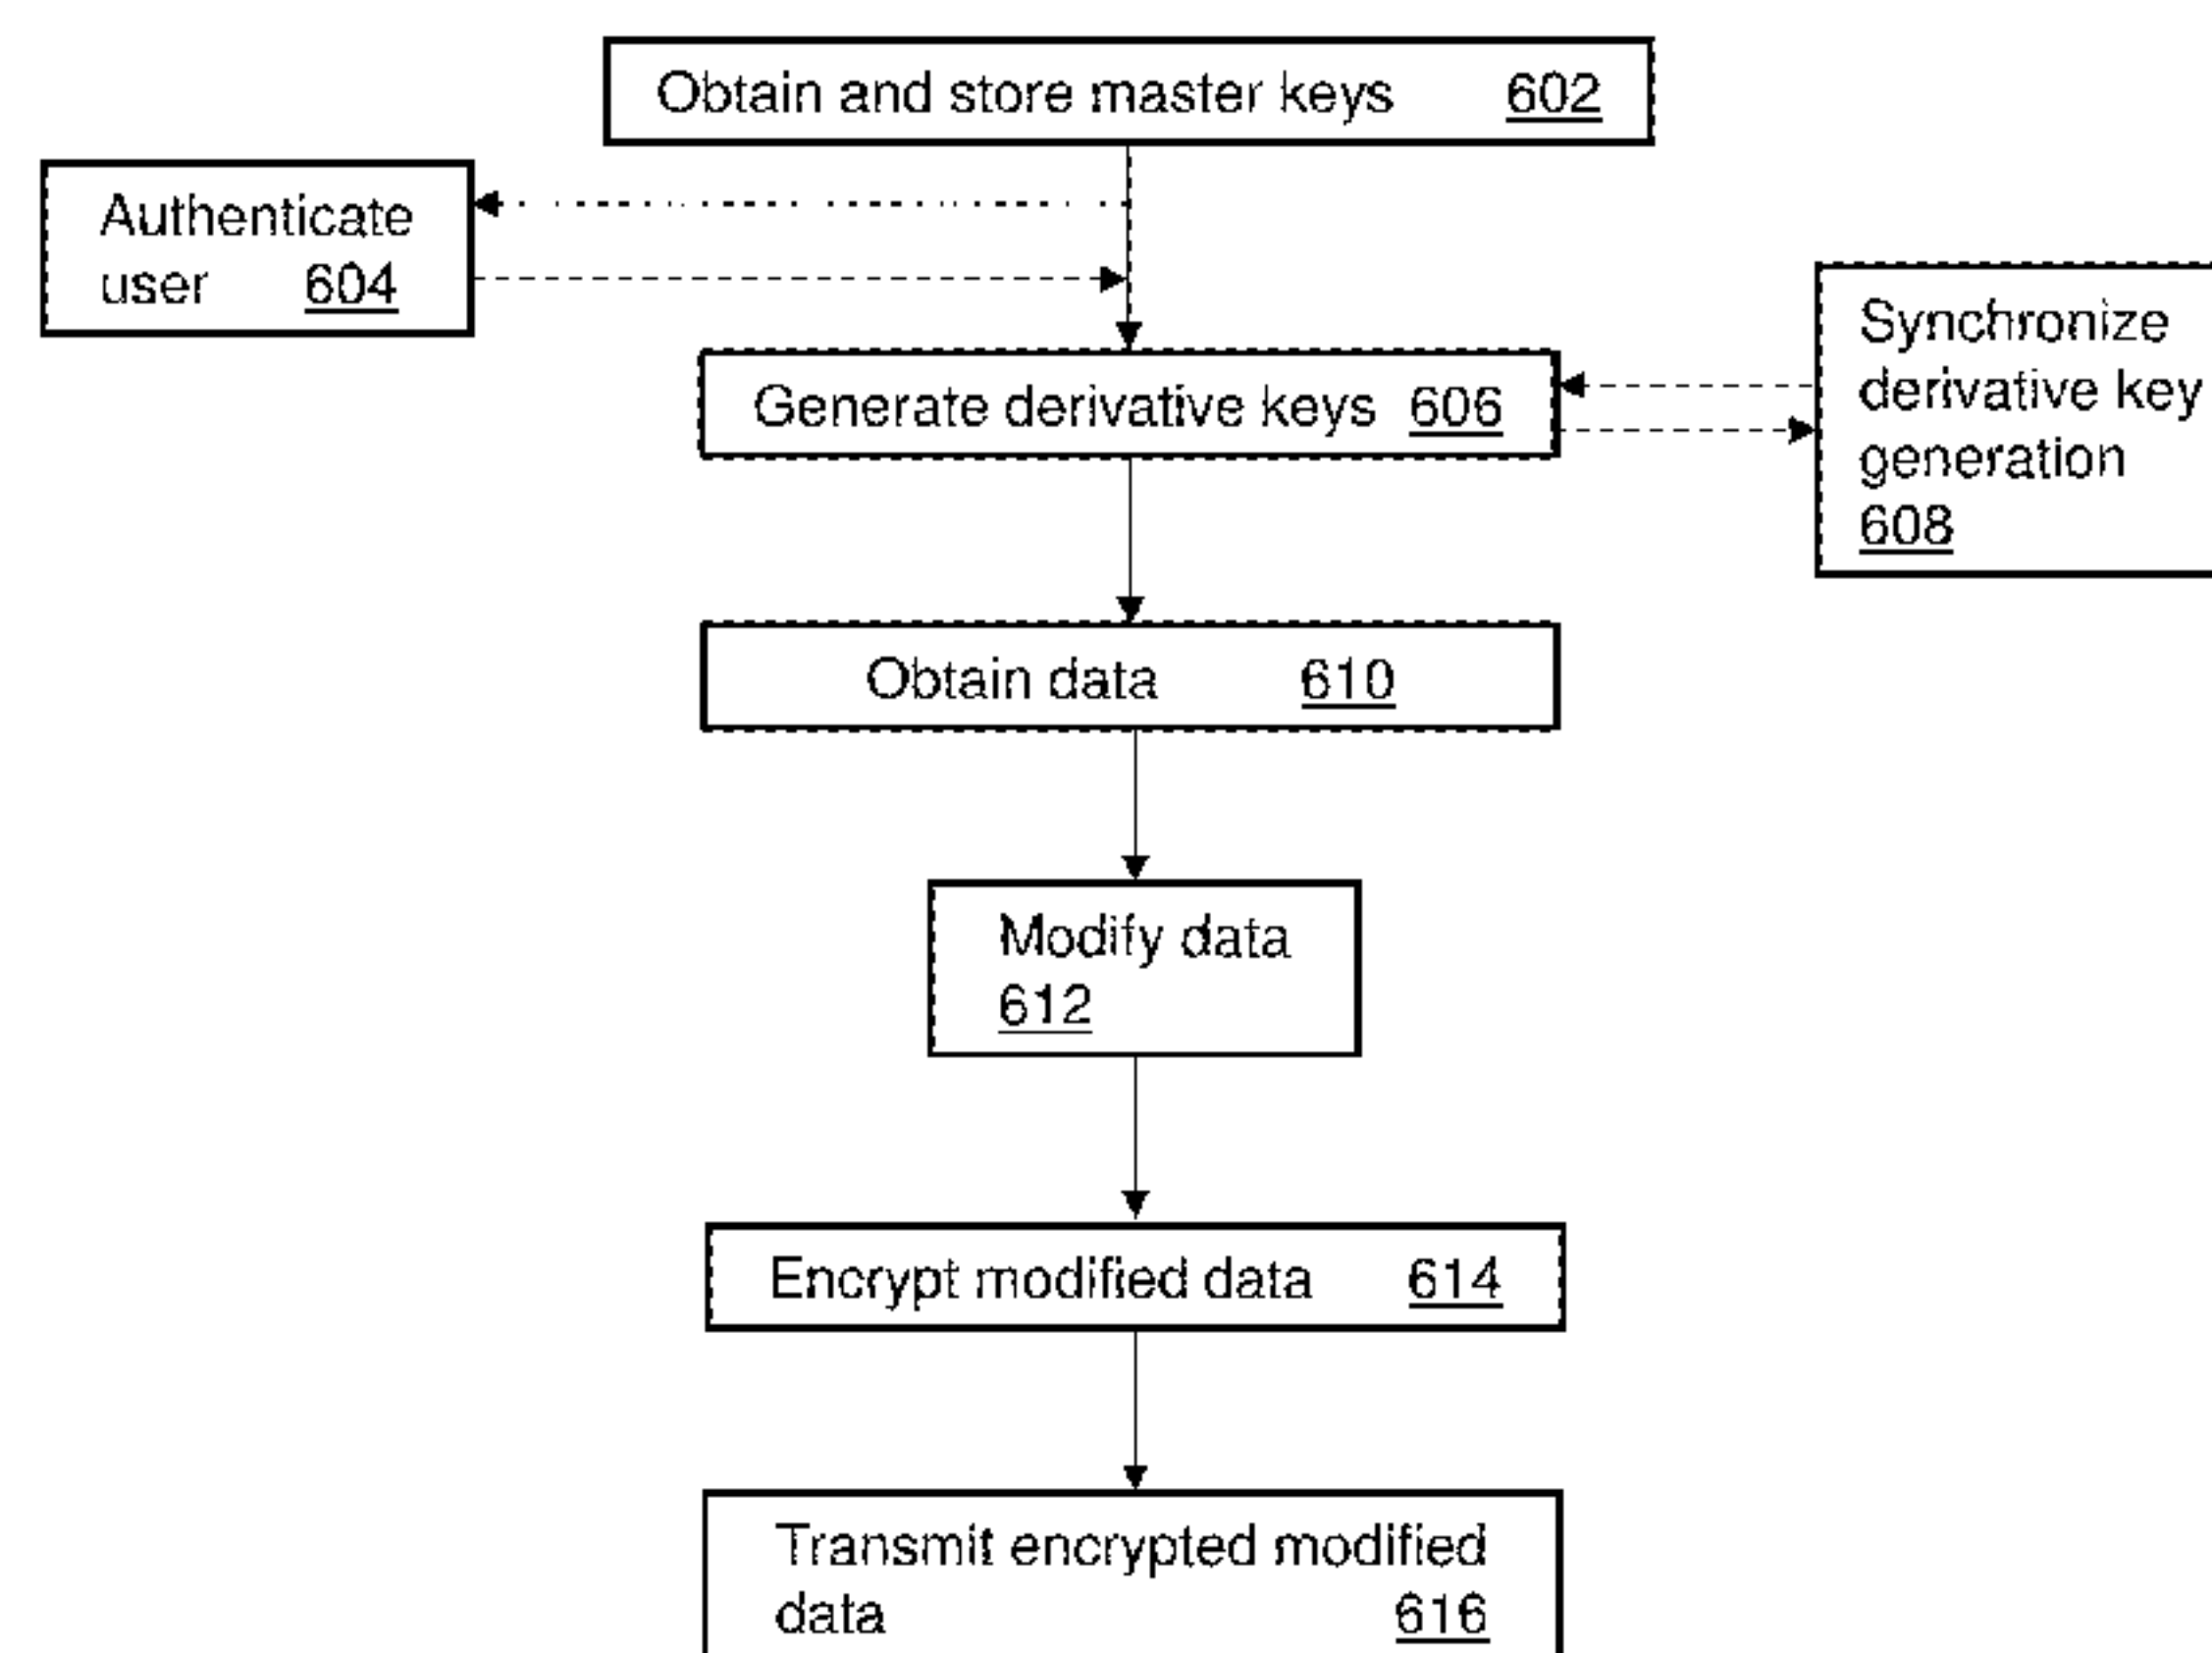 Obtain and store master keys 602
Authenticate
user 604
Synchronize
derivative key
generation
608
Generate derivative keys 606
Obtain data 610
Modify data
612
Encrypt modified data 614
Transmit encrypted modified
data 616